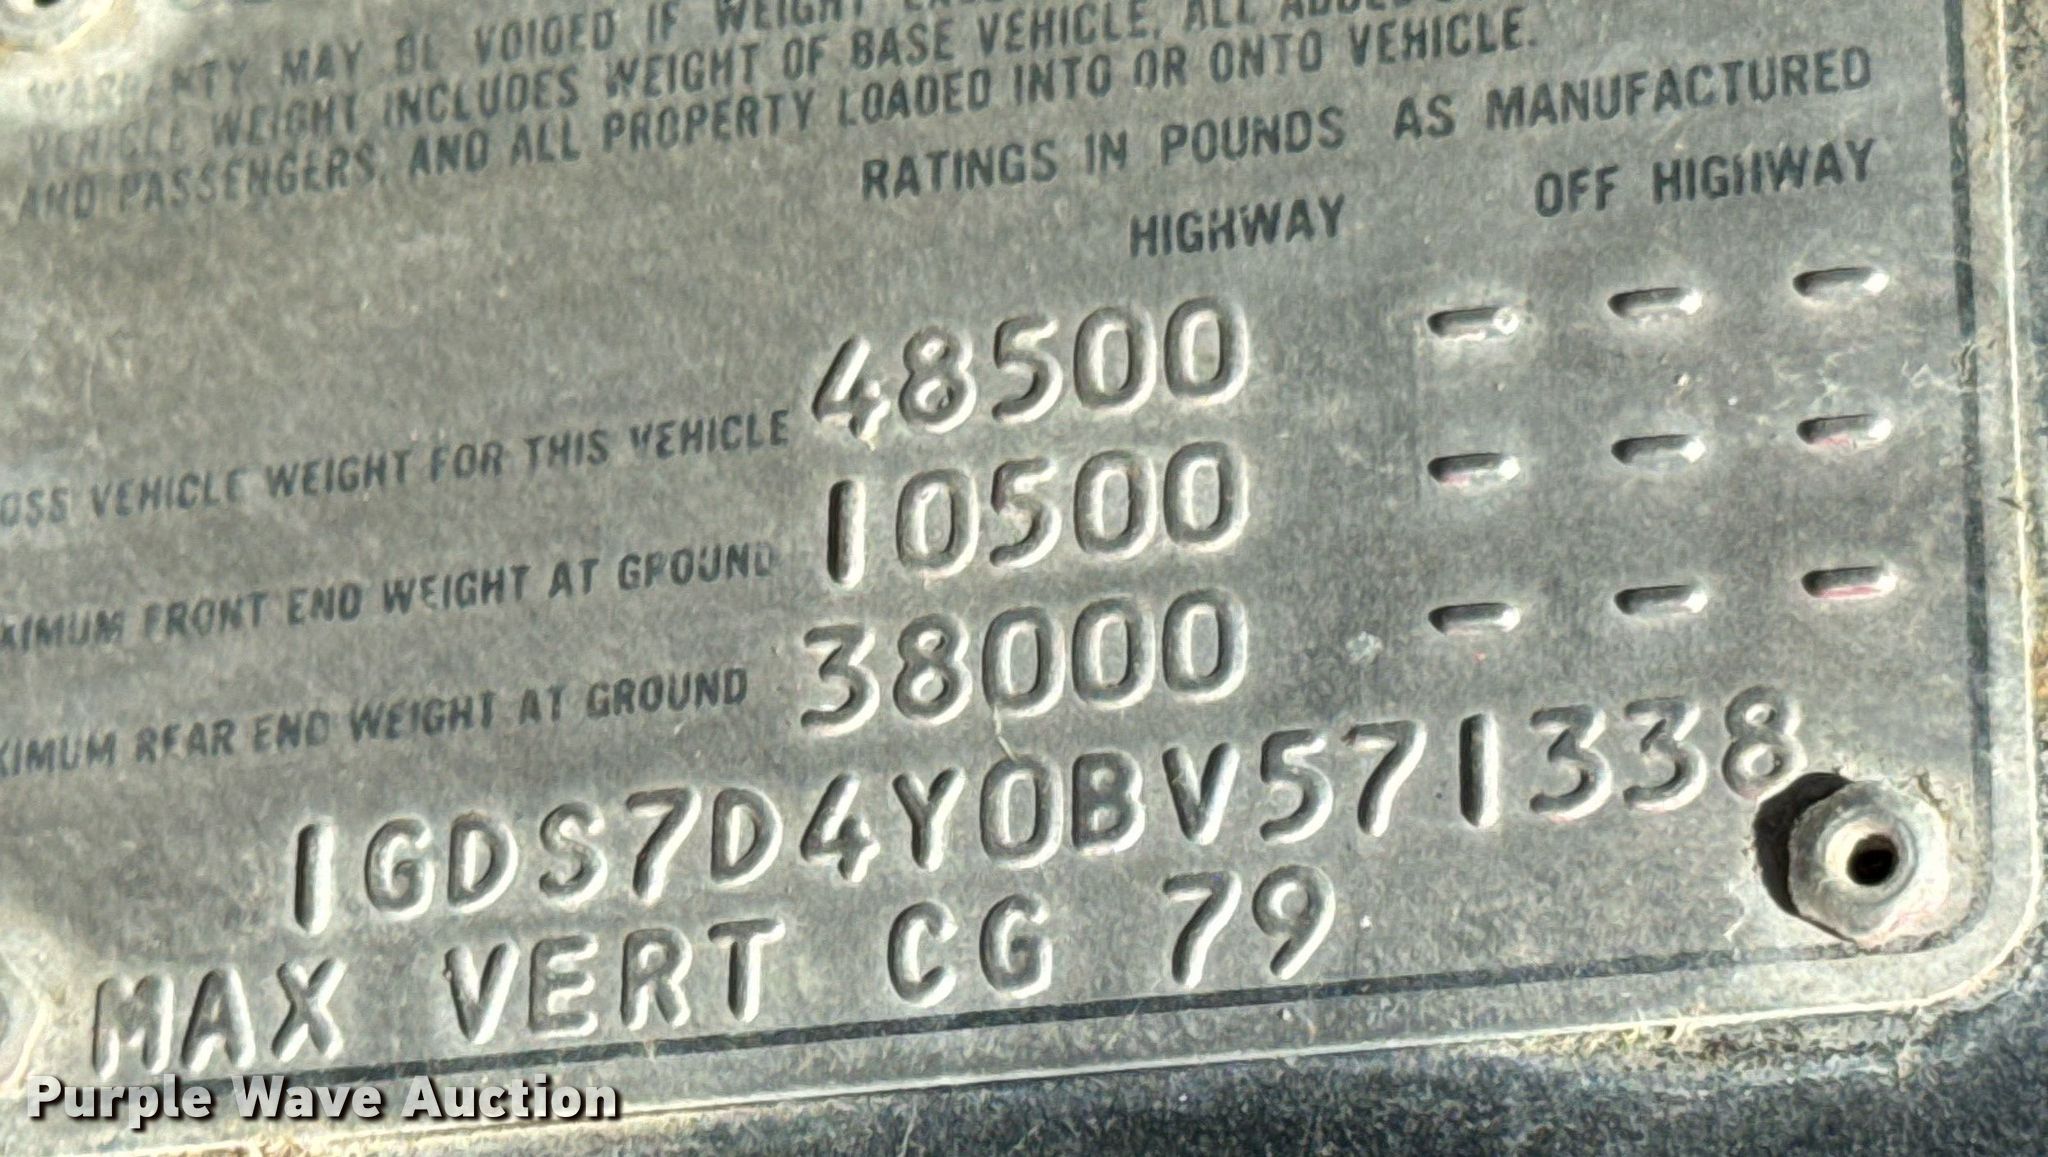 WARRANTY MAY BE VOIDED IF WEIGHT
VEHICLE WEIGHT INCLUDES WEIGHT OF BASE VEHICLE, ALL ADDED
AND PASSENGERS, AND ALL PROPERTY LOADED INTO OR ONTO VEHICLE.
RATINGS IN POUNDS AS MANUFACTURED
HIGHWAY OFF HIGHWAY
OSS VEHICLE WEIGHT FOR THIS VEHICLE 48500 - - -
XIMUM FRONT END WEIGHT AT GROUND 10500 - - -
XIMUM REAR END WEIGHT AT GROUND 38000 - - -
1GDS7D4Y0BV571338
MAX VERT CG 79
Purple Wave Auction